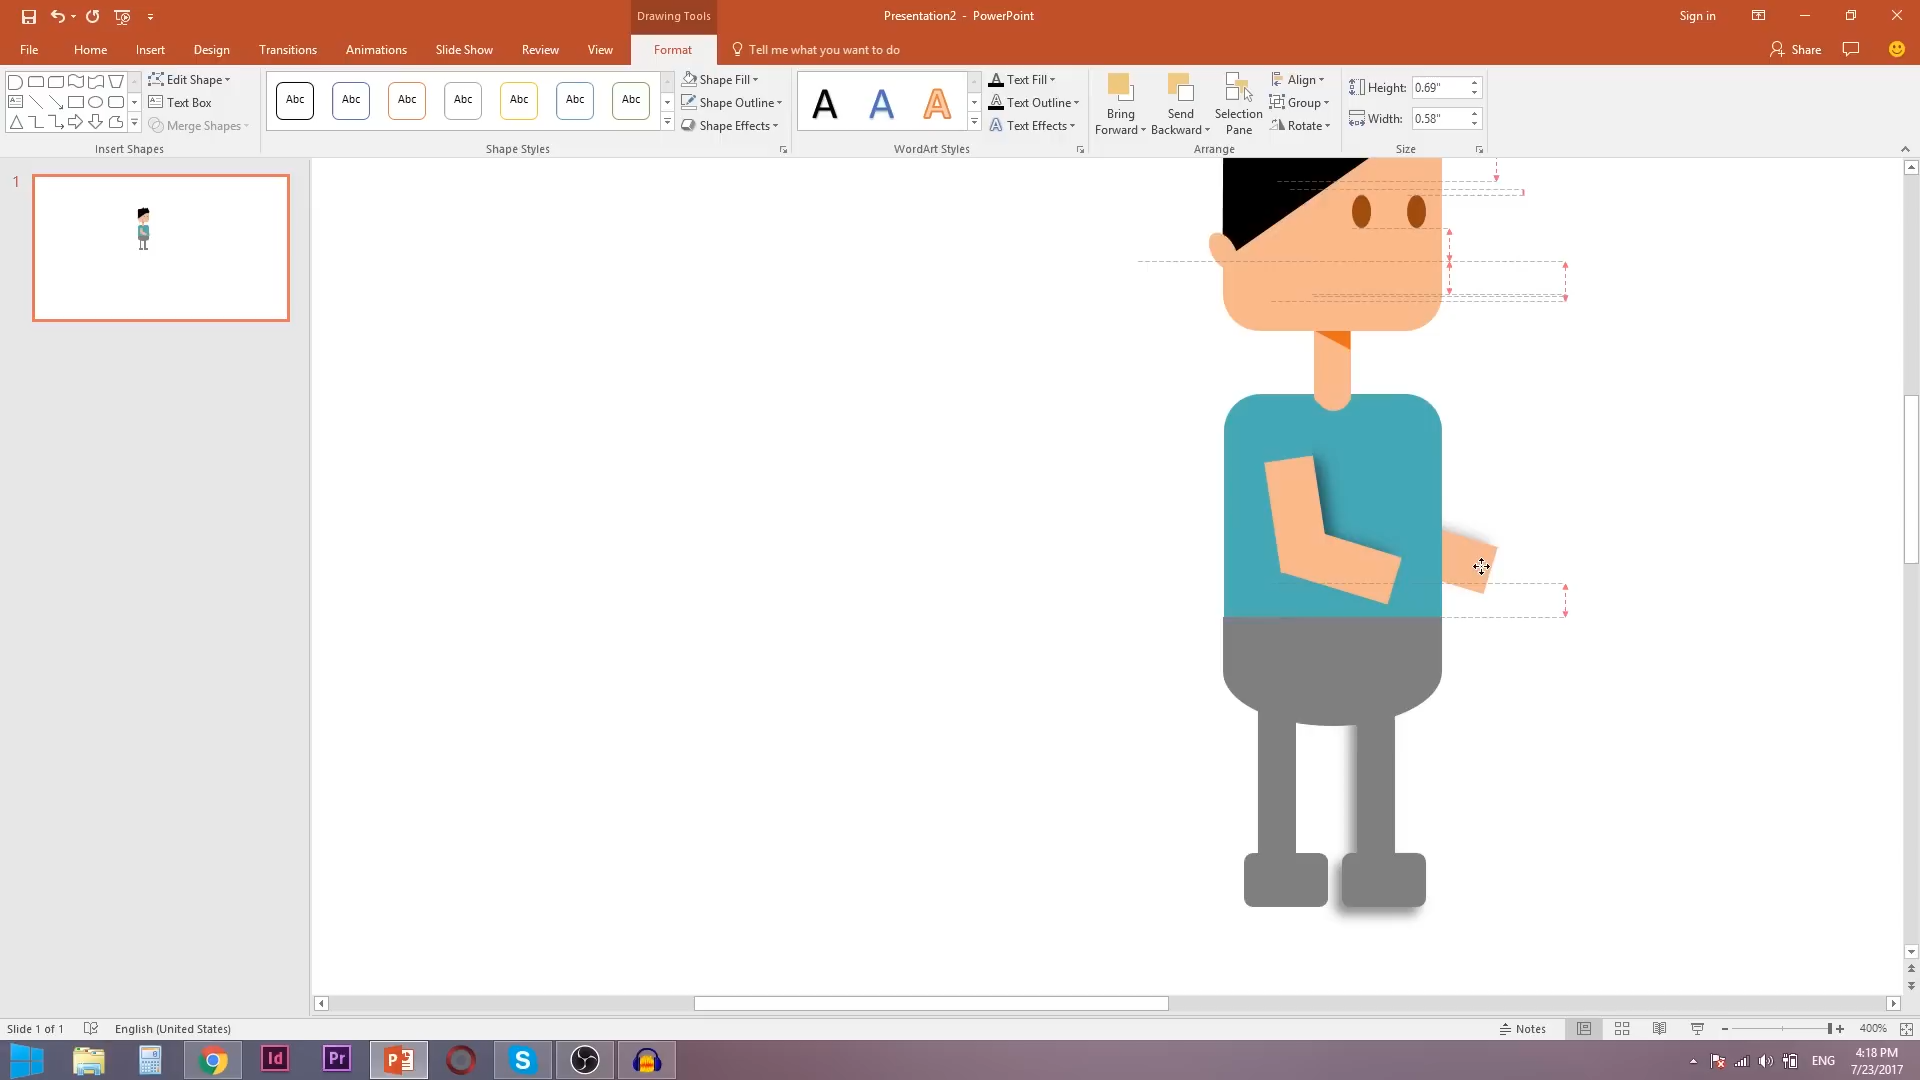 Drawing Tools
Presentation2 - PowerPoint
Sign in
File Home Insert Design Transitions Animations Slide Show Review View Format Tell me what you want to do Share
Edit Shape
Text Box
Merge Shapes
Insert Shapes
Abc Abc Abc Abc Abc Abc Abc
Shape Fill
Shape Outline
Shape Effects
Shape Styles
A A A
Text Fill
Text Outline
Text Effects
WordArt Styles
Bring Forward
Send Backward
Selection Pane
Align
Group
Rotate
Arrange
Height: 0.69"
Width: 0.58"
Size
1
Slide 1 of 1 English (United States)
Notes
400%
Id Pr
ENG
4:18 PM
7/23/2017